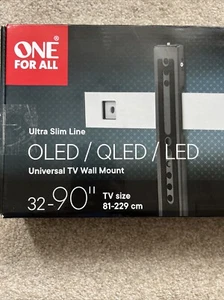 ONE
FOR ALL
Ultra Slim Line
OLED / QLED / LED
Universal TV Wall Mount
32-90"
TV size
81-229 cm